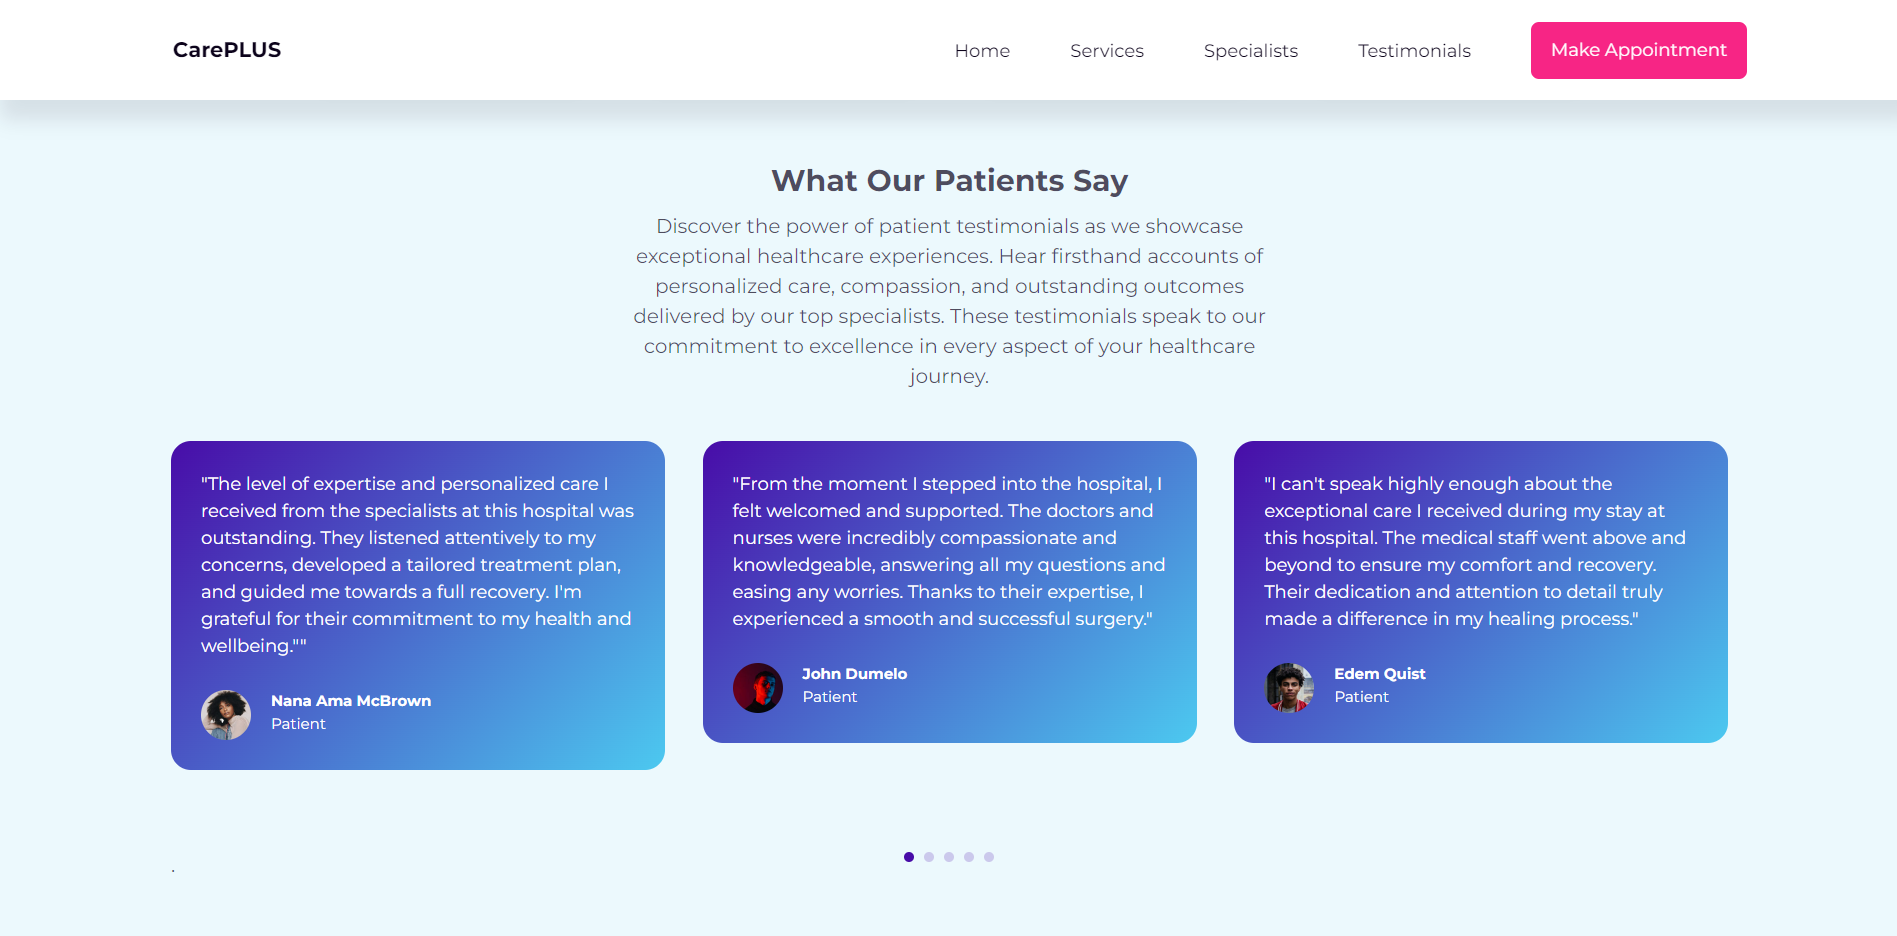 CarePLUS
Home
Services
Specialists
Testimonials
Make Appointment
What Our Patients Say
Discover the power of patient testimonials as we showcase
exceptional healthcare experiences. Hear firsthand accounts of
personalized care, compassion, and outstanding outcomes
delivered by our top specialists. These testimonials speak to our
commitment to excellence in every aspect of your healthcare
journey.
"The level of expertise and personalized care I
received from the specialists at this hospital was
outstanding. They listened attentively to my
concerns, developed a tailored treatment plan,
and guided me towards a full recovery. I'm
grateful for their commitment to my health and
wellbeing.""
Nana Ama McBrown
Patient
"From the moment I stepped into the hospital, I
felt welcomed and supported. The doctors and
nurses were incredibly compassionate and
knowledgeable, answering all my questions and
easing any worries. Thanks to their expertise, I
experienced a smooth and successful surgery."
John Dumelo
Patient
"I can't speak highly enough about the
exceptional care I received during my stay at
this hospital. The medical staff went above and
beyond to ensure my comfort and recovery.
Their dedication and attention to detail truly
made a difference in my healing process."
Edem Quist
Patient
.